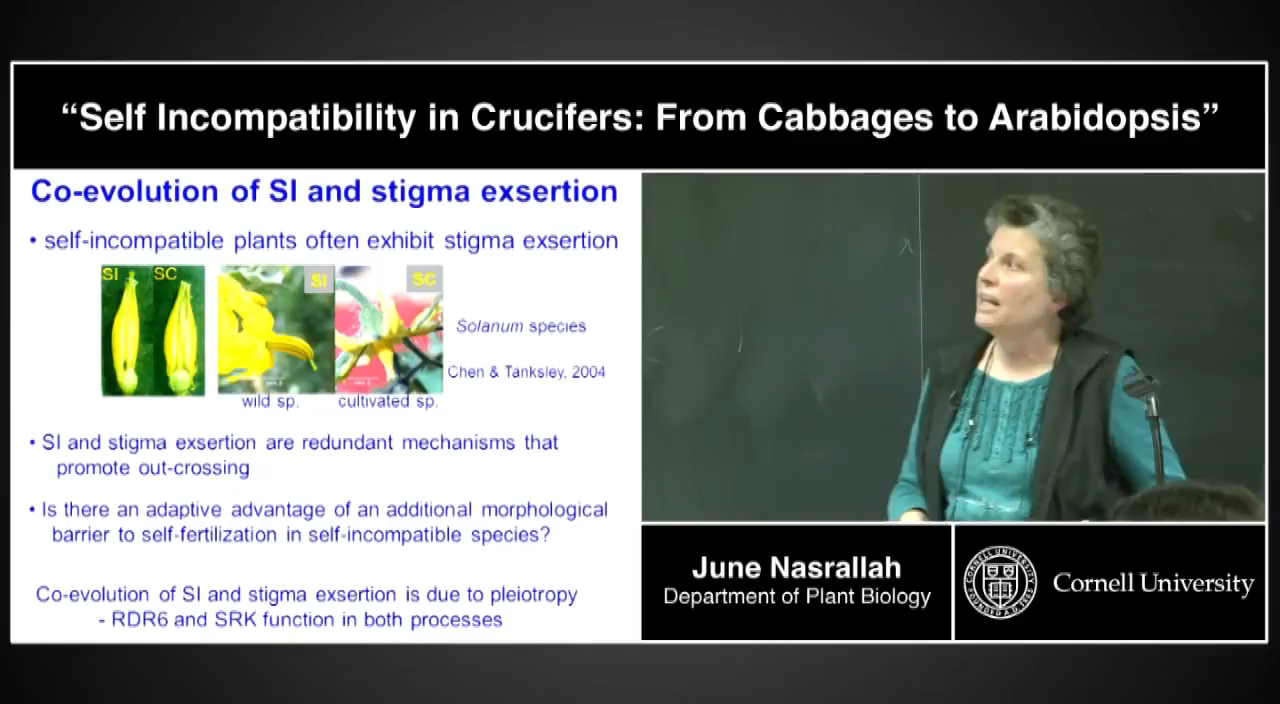 “Self Incompatibility in Crucifers: From Cabbages to Arabidopsis”
Co-evolution of SI and stigma exsertion
• self-incompatible plants often exhibit stigma exsertion
SI SC
SI
SC
Solanum species
Chen & Tanksley, 2004
wild sp. cultivated sp.
• SI and stigma exsertion are redundant mechanisms that
promote out-crossing
• Is there an adaptive advantage of an additional morphological
barrier to self-fertilization in self-incompatible species?
Co-evolution of SI and stigma exsertion is due to pleiotropy
- RDR6 and SRK function in both processes
June Nasrallah
Department of Plant Biology
Cornell University